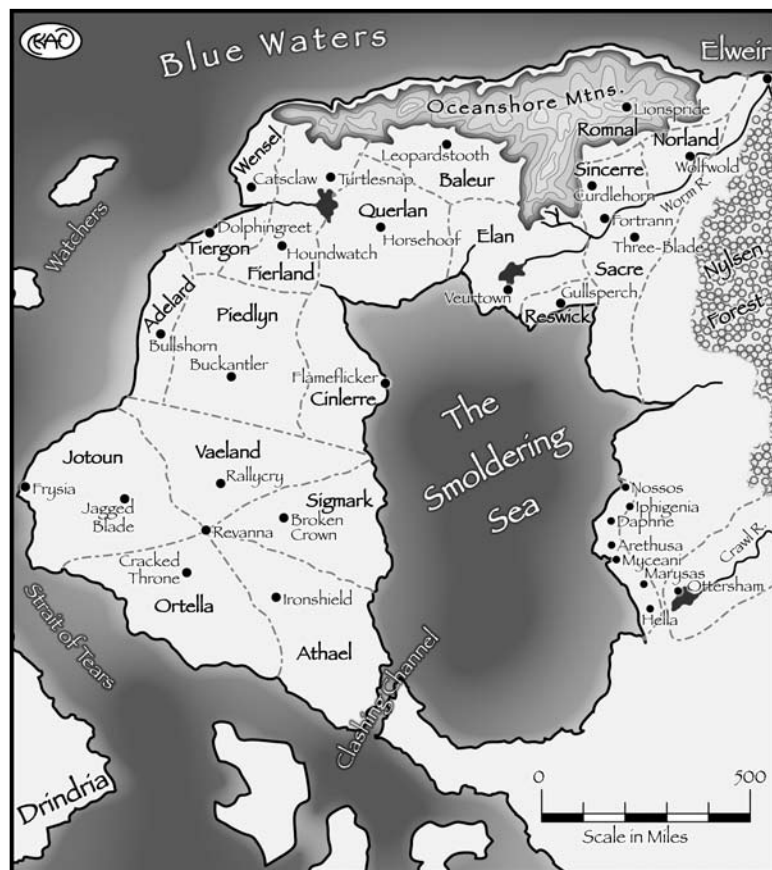 KAO
Blue Waters
Elweir
Oceanshore Mtns.
Lionspride
Romnal
Norland
Wensel
Leopardstooth
Sincerre
Wolfwold
Catsclaw
Turtlesnap
Baleur
Curdlehorn
Worm R.
Watchers
Dolphingreet
Querlan
Fortrann
Tiergon
Houndwatch
Horsehoof
Elan
Three-Blade
Fierland
Sacre
Nylsen
Forest
Adelard
Piedlyn
Veurtown
Gullsperch
Reswick
Bullshorn
Buckantler
Flameflicker
Cinlerre
The
Smoldering
Sea
Jotoun
Vaeland
Frysia
Rallycry
Sigmark
Nossos
Jagged
Blade
Iphigenia
Broken
Crown
Daphne
Revanna
Arethusa
Crawl R.
Cracked
Throne
Myceani
Marysas
Ottersham
Ortella
Ironshield
Hella
Strait of Tears
Athael
Clashing Channel
Drindria
0
500
Scale in Miles